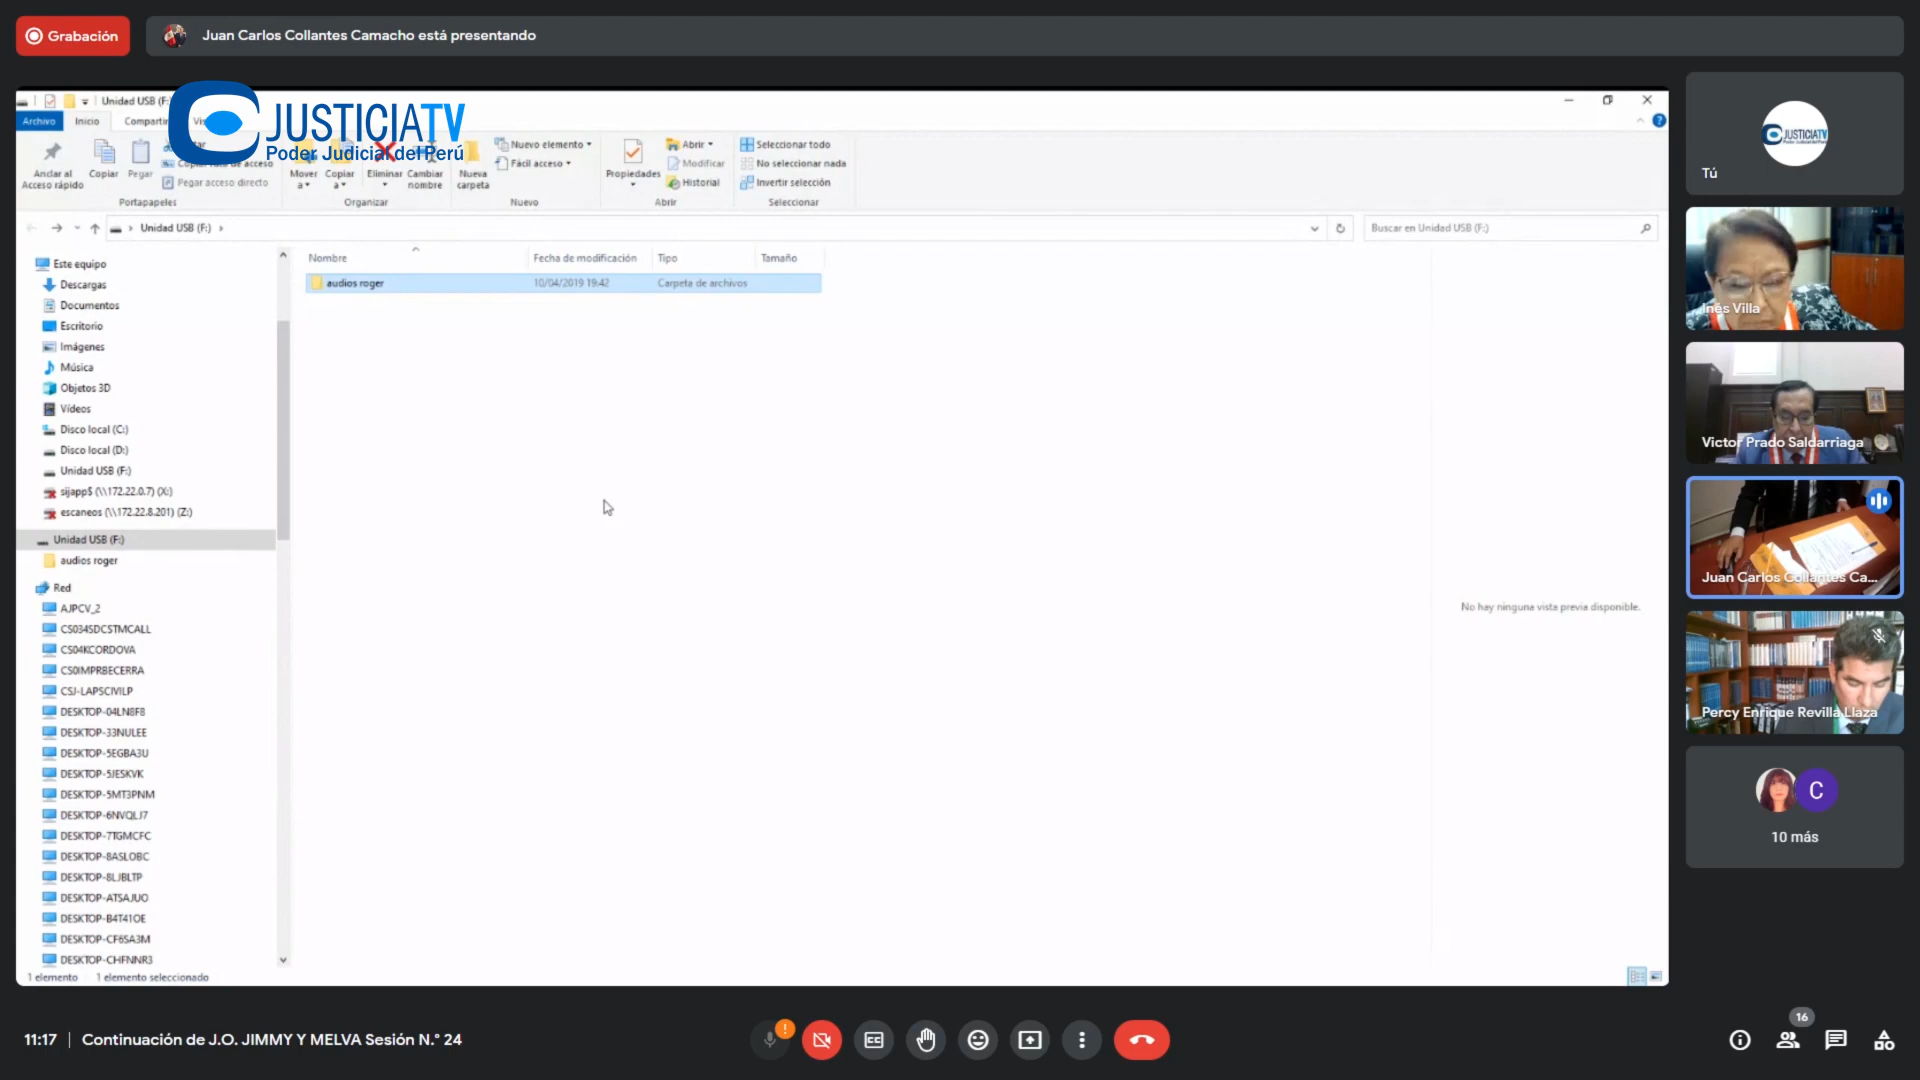 Grabación
Juan Carlos Collantes Camacho está presentando
Unidad USB (F:
Archivo
Inicio
Compartir
JUSTICIATV
Poder Judicial del Perú
Anclar al
Acceso rápido
Copiar
Pegar
Pegar acceso directo
Portapapeles
Mover
a
Copiar
a
Eliminar
Cambiar
nombre
Organizar
Nueva
carpeta
Nuevo elemento
Fácil acceso
Nuevo
Propiedades
Abrir
Modificar
Historial
Abrir
Seleccionar todo
No seleccionar nada
Invertir selección
Seleccionar
Unidad USB (F:)
Buscar en Unidad USB (F:)
Nombre
Fecha de modificación
Tipo
Tamaño
audios roger
10/04/2019 19:42
Carpeta de archivos
Este equipo
Descargas
Documentos
Escritorio
Imágenes
Música
Objetos 3D
Vídeos
Disco local (C:)
Disco local (D:)
Unidad USB (F:)
sijapp$ (\\172.22.0.7) (X:)
escaneos (\\172.22.8.201) (Z:)
Unidad USB (F:)
audios roger
Red
AJPCV_2
CS034SDCSTMCALL
CS04KCORDOVA
CS0IMPRBECERRA
CSJ-LAPSCIVILP
DESKTOP-04LN8F8
DESKTOP-33NULEE
DESKTOP-5EGBA3U
DESKTOP-5JESKVK
DESKTOP-5MT3PNM
DESKTOP-6NVQLJ7
DESKTOP-7TGMCFC
DESKTOP-8ASLOBC
DESKTOP-8LJBLTP
DESKTOP-ATSAJUO
DESKTOP-B4T41OE
DESKTOP-CF6SA3M
DESKTOP-CHFNNR3
1 elemento
1 elemento seleccionado
No hay ninguna vista previa disponible.
JUSTICIATV
Tú
Inés Villa
Victor Prado Saldarriaga
Juan Carlos Collantes Ca...
Percy Enrique Revilla Llaza
C
10 más
11:17
Continuación de J.O. JIMMY Y MELVA Sesión N.° 24
CC
16